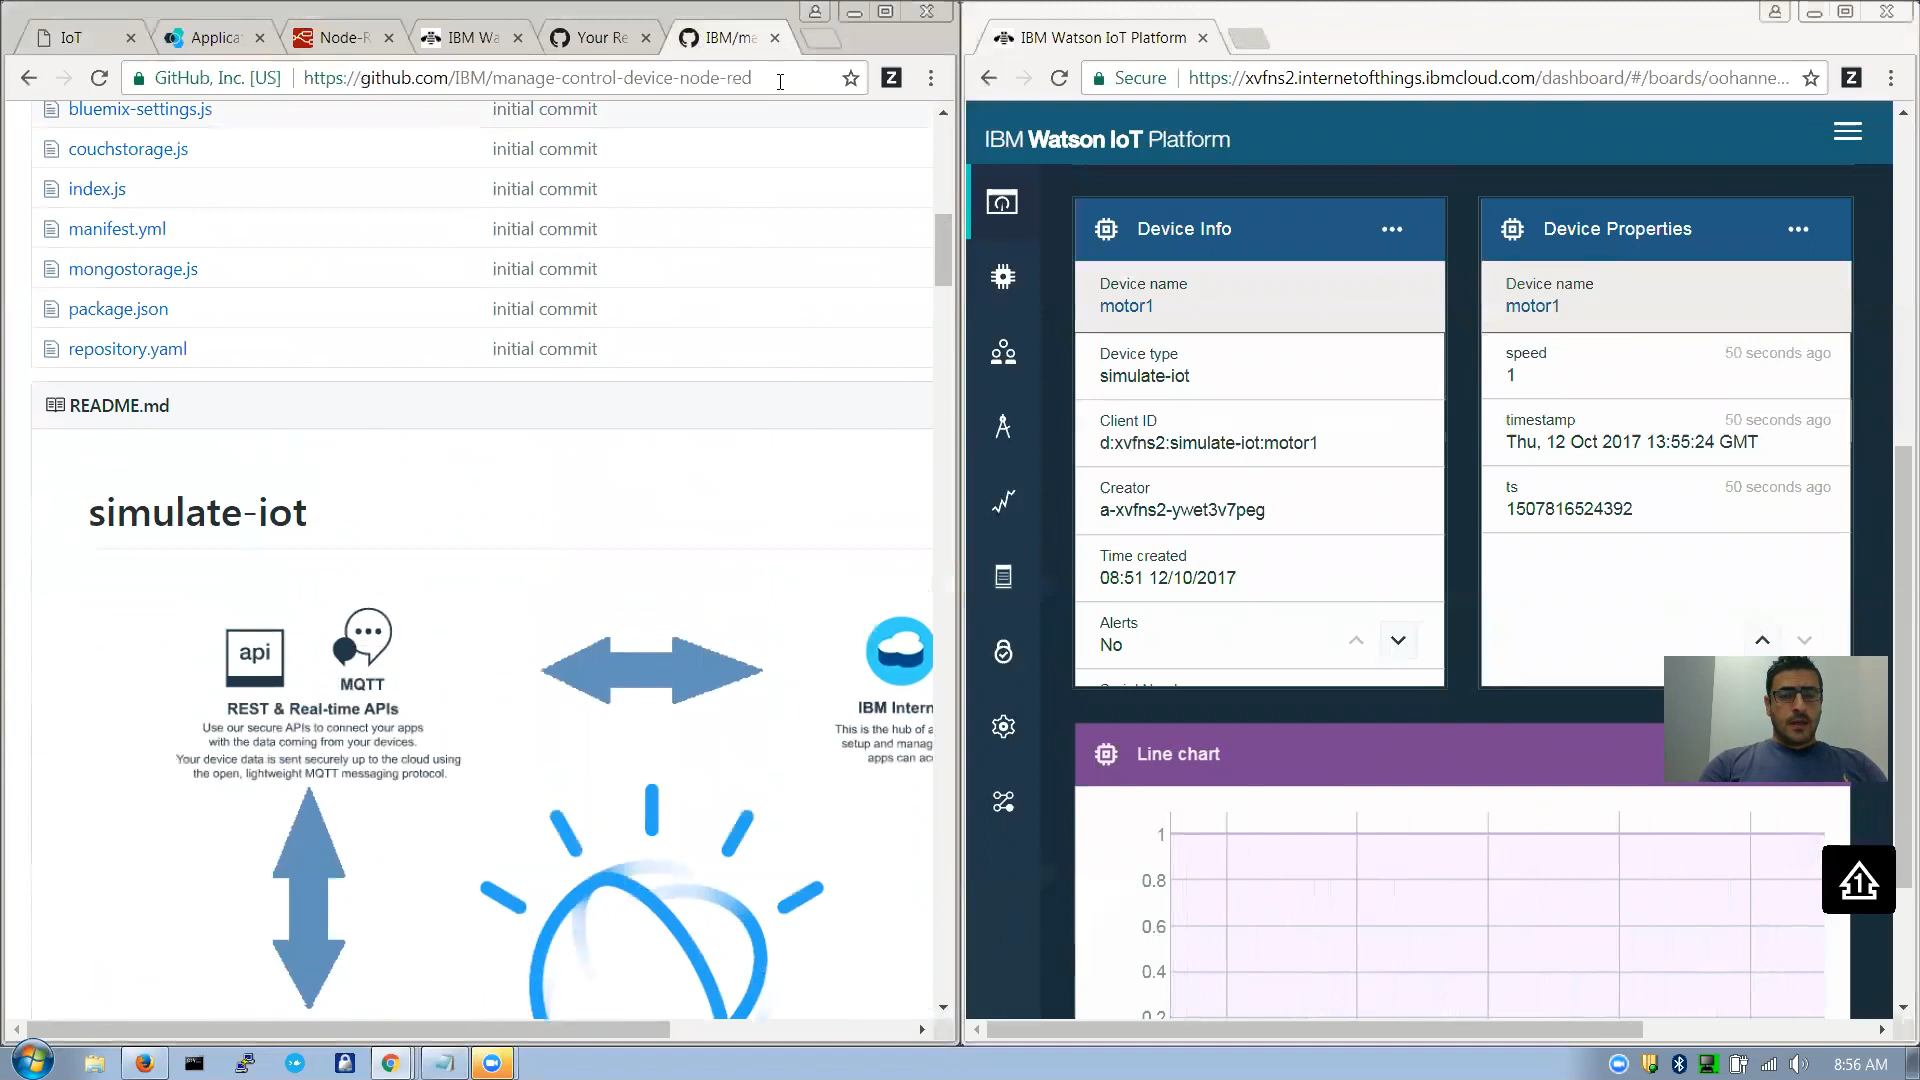 IoT
Applica
Node-R
IBM Wa
Your Re
IBM/ma
GitHub, Inc. [US]
https://github.com/IBM/manage-control-device-node-red
Z
bluemix-settings.js initial commit
couchstorage.js initial commit
index.js initial commit
manifest.yml initial commit
mongostorage.js initial commit
package.json initial commit
repository.yaml initial commit
README.md
simulate-iot
api
MQTT
REST & Real-time APIs
Use our secure APIs to connect your apps
with the data coming from your devices.
Your device data is sent securely up to the cloud using
the open, lightweight MQTT messaging protocol.
IBM Intern
This is the hub of a
setup and manag
apps can ac
IBM Watson IoT Platform
Secure
https://xvfns2.internetofthings.ibmcloud.com/dashboard/#/boards/oohanne...
Z
IBM Watson IoT Platform
Device Info
Device name
motor1
Device type
simulate-iot
Client ID
d:xvfns2:simulate-iot:motor1
Creator
a-xvfns2-ywet3v7peg
Time created
08:51 12/10/2017
Alerts
No
Device Properties
Device name
motor1
speed 50 seconds ago
1
timestamp 50 seconds ago
Thu, 12 Oct 2017 13:55:24 GMT
ts 50 seconds ago
1507816524392
Line chart
1
0.8
0.6
0.4
0.2
1
8:56 AM